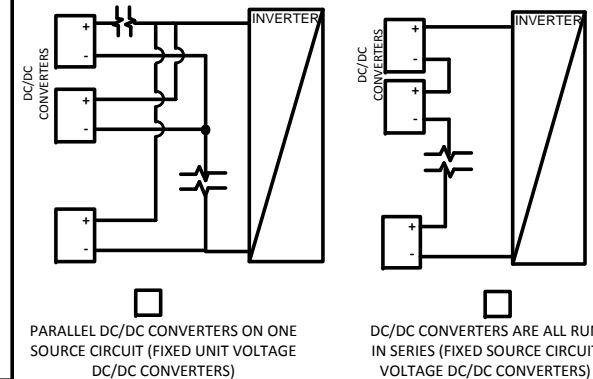 DC/DC
CONVERTERS
+
-
+
-
+
-
INVERTER
PARALLEL DC/DC CONVERTERS ON ONE
SOURCE CIRCUIT (FIXED UNIT VOLTAGE
DC/DC CONVERTERS)
DC/DC
CONVERTERS
+
-
+
-
+
-
INVERTER
DC/DC CONVERTERS ARE ALL RUN
IN SERIES (FIXED SOURCE CIRCUIT
VOLTAGE DC/DC CONVERTERS)